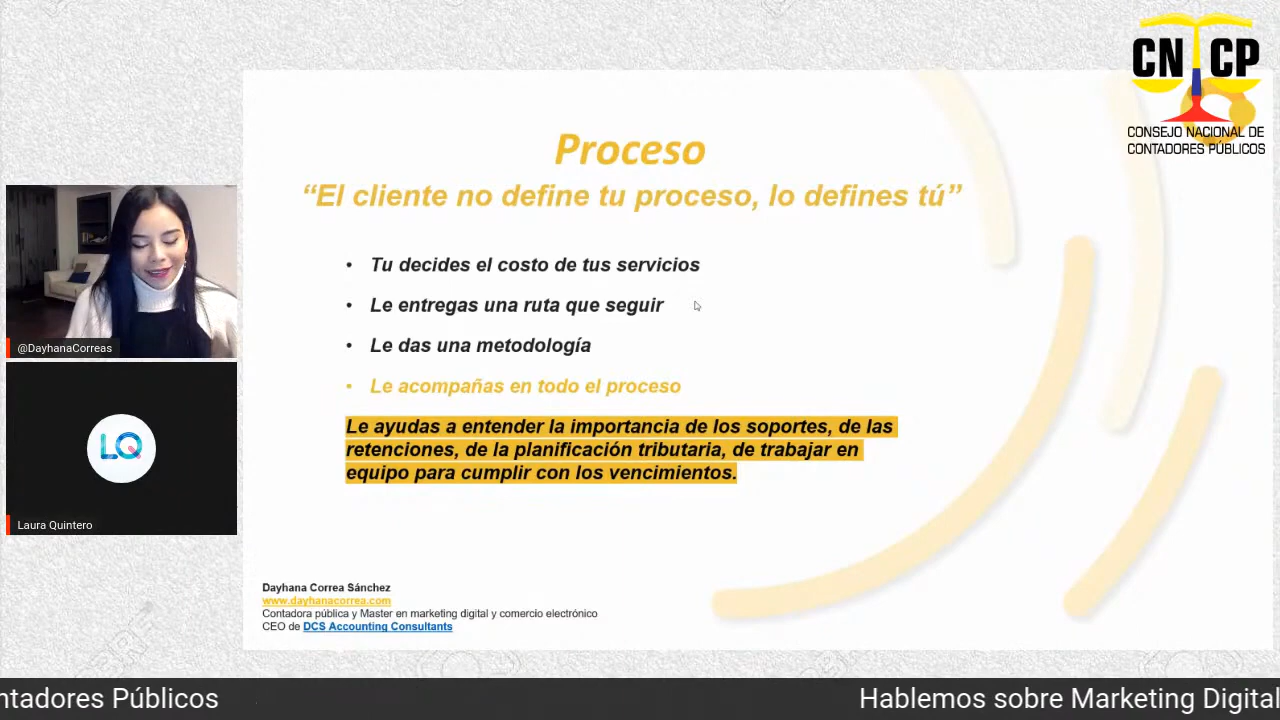 CN CP
CONSEJO NACIONAL DE
CONTADORES PÚBLICOS
Proceso
“El cliente no define tu proceso, lo defines tú”
• Tu decides el costo de tus servicios
• Le entregas una ruta que seguir
• Le das una metodología
• Le acompañas en todo el proceso
Le ayudas a entender la importancia de los soportes, de las
retenciones, de la planificación tributaria, de trabajar en
equipo para cumplir con los vencimientos.
@DayhanaCorreas
LQ
Laura Quintero
Dayhana Correa Sánchez
www.dayhanacorrea.com
Contadora pública y Master en marketing digital y comercio electrónico
CEO de DCS Accounting Consultants
ntadores Públicos
Hablemos sobre Marketing Digital